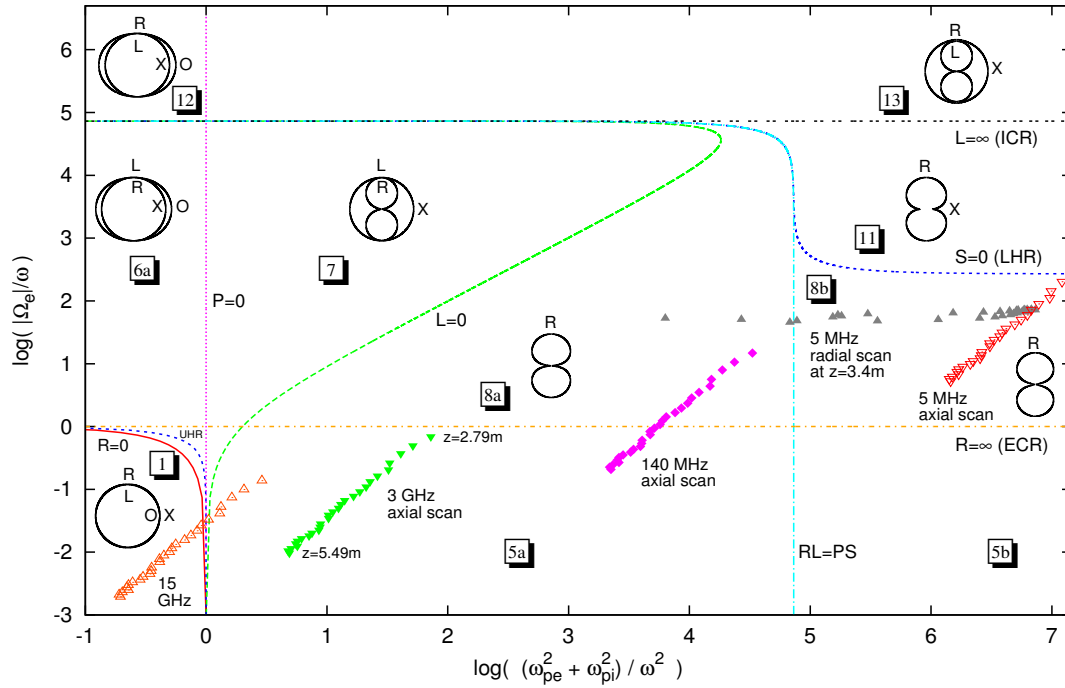 6
5
4
3
2
1
0
-1
-2
-3
log( |Ωe|/ω)
R
L
X O
12
R
L
X
13
L=∞ (ICR)
L
R
X O
6a
L
R
X
7
R
X
11
S=0 (LHR)
P=0
L=0
8b
5 MHz
radial scan
at z=3.4m
R
8a
R
5 MHz
axial scan
R=0
UHR
1
z=2.79m
R=∞ (ECR)
R
L
O X
3 GHz
axial scan
140 MHz
axial scan
z=5.49m
15
GHz
5a
RL=PS
5b
-1 0 1 2 3 4 5 6 7
log( (ω²pe + ω²pi) / ω² )